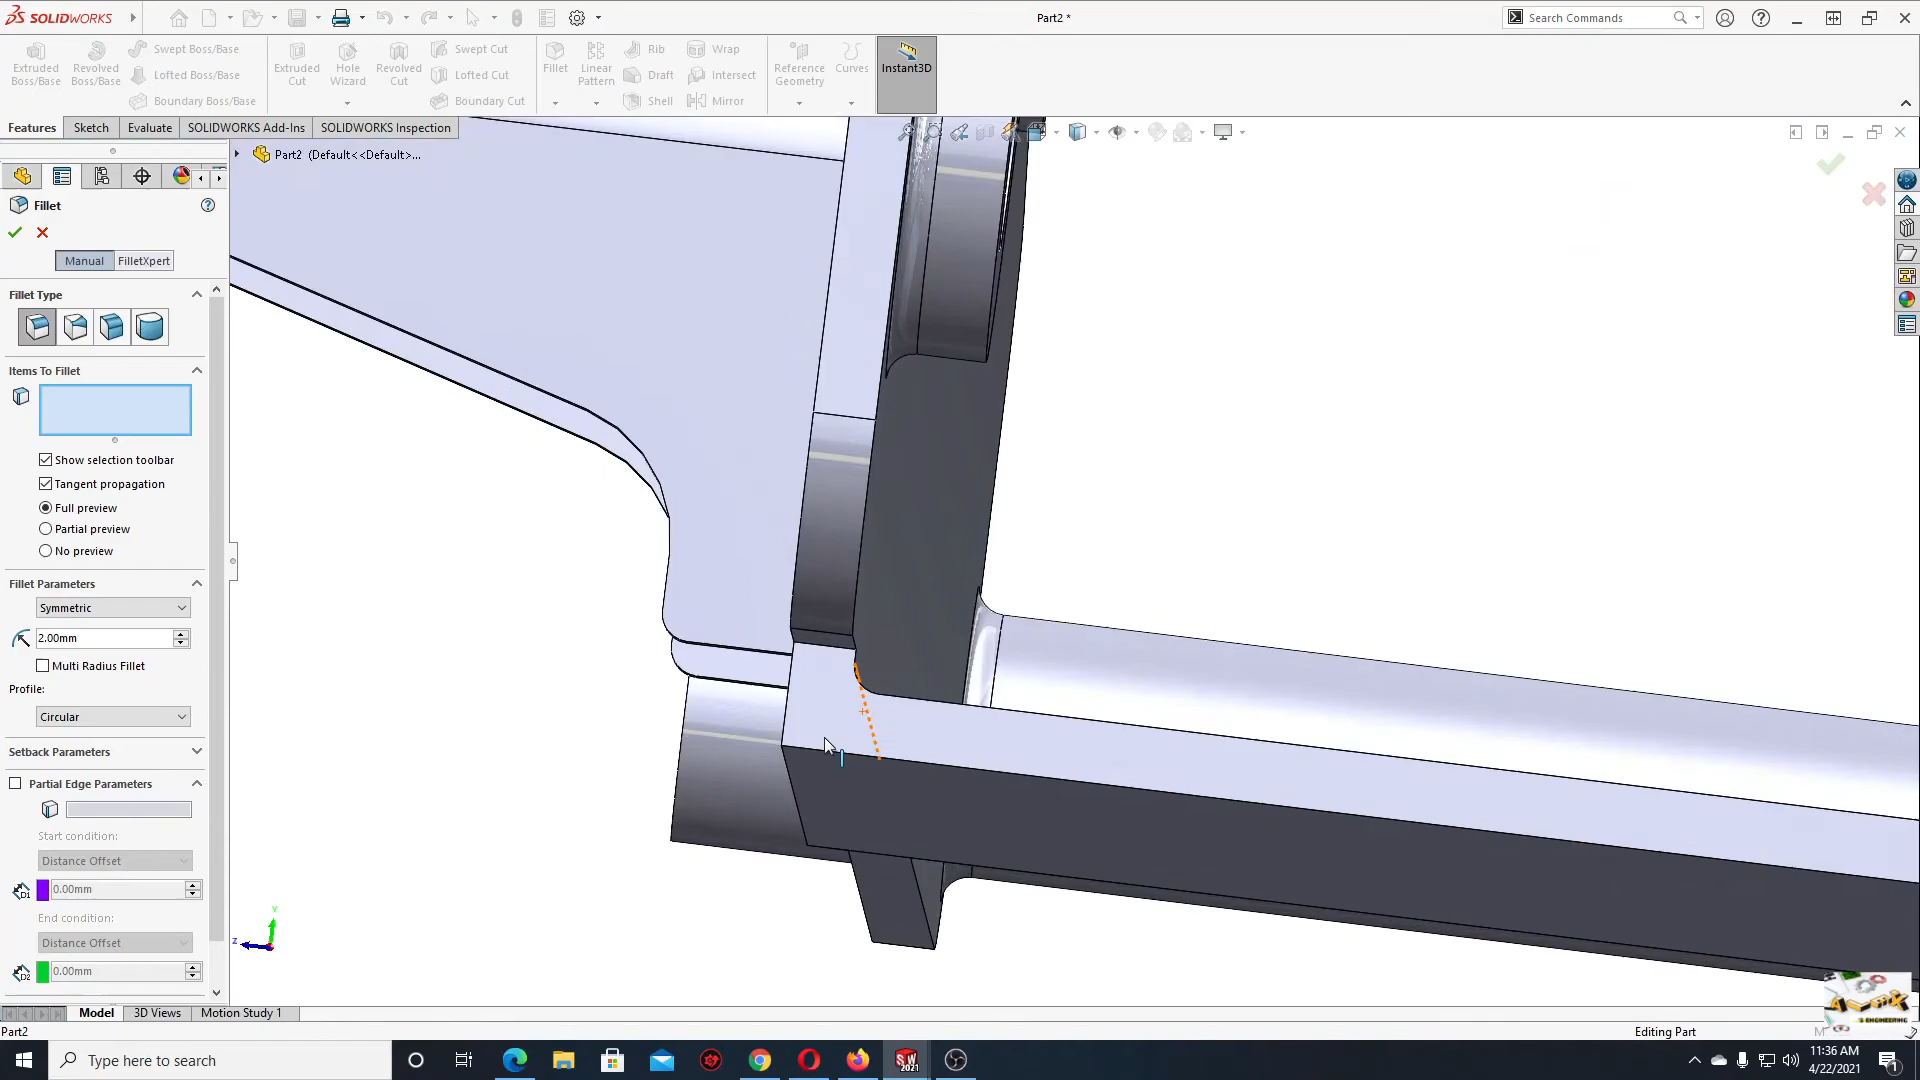 SOLIDWORKS
Part2 *
Search Commands
Extruded Boss/Base
Revolved Boss/Base
Swept Boss/Base
Lofted Boss/Base
Boundary Boss/Base
Extruded Cut
Hole Wizard
Revolved Cut
Swept Cut
Lofted Cut
Boundary Cut
Fillet
Linear Pattern
Rib
Draft
Shell
Wrap
Intersect
Mirror
Reference Geometry
Curves
Instant3D
Features
Sketch
Evaluate
SOLIDWORKS Add-Ins
SOLIDWORKS Inspection
Part2 (Default<<Default>...
Fillet
Manual
FilletXpert
Fillet Type
Items To Fillet
Show selection toolbar
Tangent propagation
Full preview
Partial preview
No preview
Fillet Parameters
Symmetric
2.00mm
Multi Radius Fillet
Profile:
Circular
Setback Parameters
Partial Edge Parameters
Start condition:
Distance Offset
0.00mm
End condition:
Distance Offset
0.00mm
Y
Z
Model
3D Views
Motion Study 1
Part2
Editing Part
Type here to search
11:36 AM
4/22/2021